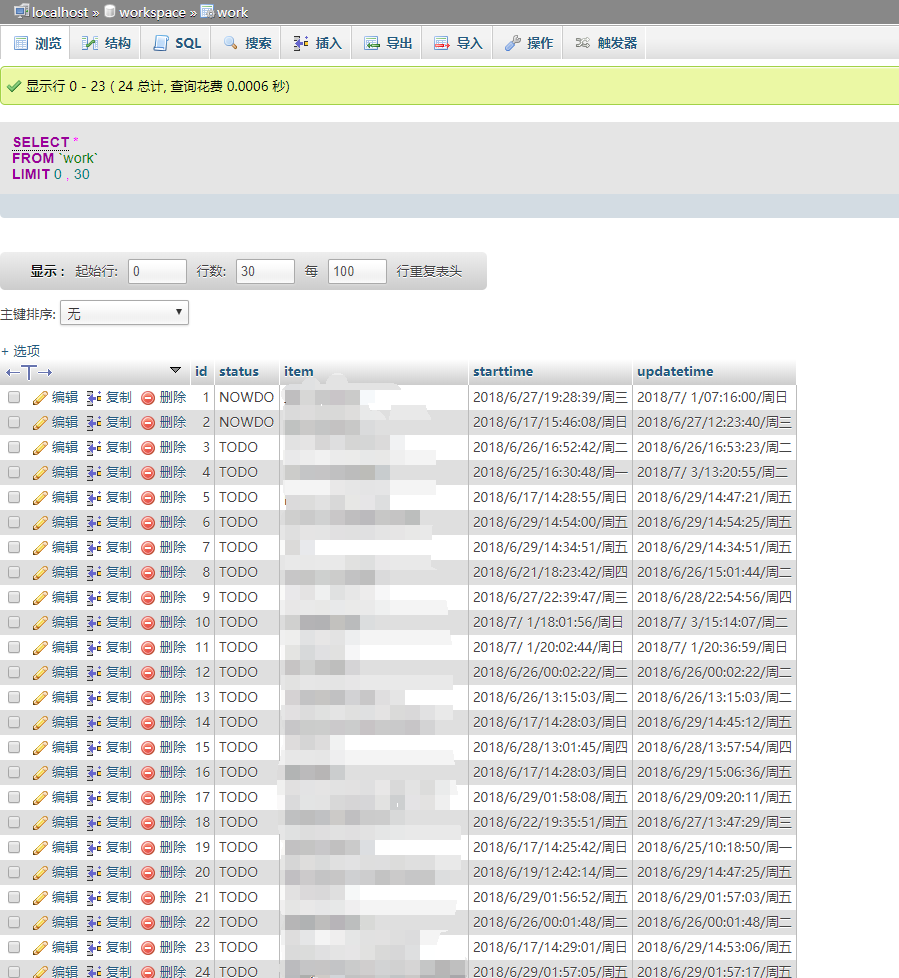 localhost » workspace » work
浏览 结构 SQL 搜索 插入 导出 导入 操作 触发器
显示行 0 - 23 ( 24 总计, 查询花费 0.0006 秒)
SELECT *
FROM `work`
LIMIT 0 , 30
显示 : 起始行: 0 行数: 30 每 100 行重复表头
主键排序: 无
+ 选项
←T→ id status item starttime updatetime
编辑 复制 删除 1 NOWDO 2018/6/27/19:28:39/周三 2018/7/ 1/07:16:00/周日
编辑 复制 删除 2 NOWDO 2018/6/17/15:46:08/周日 2018/6/27/12:23:40/周三
编辑 复制 删除 3 TODO 2018/6/26/16:52:42/周二 2018/6/26/16:53:23/周二
编辑 复制 删除 4 TODO 2018/6/25/16:30:48/周一 2018/7/ 3/13:20:55/周二
编辑 复制 删除 5 TODO 2018/6/17/14:28:55/周日 2018/6/29/14:47:21/周五
编辑 复制 删除 6 TODO 2018/6/29/14:54:00/周五 2018/6/29/14:54:25/周五
编辑 复制 删除 7 TODO 2018/6/29/14:34:51/周五 2018/6/29/14:34:51/周五
编辑 复制 删除 8 TODO 2018/6/21/18:23:42/周四 2018/6/26/15:01:44/周二
编辑 复制 删除 9 TODO 2018/6/27/22:39:47/周三 2018/6/28/22:54:56/周四
编辑 复制 删除 10 TODO 2018/7/ 1/18:01:56/周日 2018/7/ 3/15:14:07/周二
编辑 复制 删除 11 TODO 2018/7/ 1/20:02:44/周日 2018/7/ 1/20:36:59/周日
编辑 复制 删除 12 TODO 2018/6/26/00:02:22/周二 2018/6/26/00:02:22/周二
编辑 复制 删除 13 TODO 2018/6/26/13:15:03/周二 2018/6/26/13:15:03/周二
编辑 复制 删除 14 TODO 2018/6/17/14:28:03/周日 2018/6/29/14:45:12/周五
编辑 复制 删除 15 TODO 2018/6/28/13:01:45/周四 2018/6/28/13:57:54/周四
编辑 复制 删除 16 TODO 2018/6/17/14:28:03/周日 2018/6/29/15:06:36/周五
编辑 复制 删除 17 TODO 2018/6/29/01:58:08/周五 2018/6/29/09:20:11/周五
编辑 复制 删除 18 TODO 2018/6/22/19:35:51/周五 2018/6/27/13:47:29/周三
编辑 复制 删除 19 TODO 2018/6/17/14:25:42/周日 2018/6/25/10:18:50/周一
编辑 复制 删除 20 TODO 2018/6/19/12:42:14/周二 2018/6/29/14:47:25/周五
编辑 复制 删除 21 TODO 2018/6/29/01:56:52/周五 2018/6/29/01:57:03/周五
编辑 复制 删除 22 TODO 2018/6/26/00:01:48/周二 2018/6/26/00:01:48/周二
编辑 复制 删除 23 TODO 2018/6/17/14:29:01/周日 2018/6/29/14:53:06/周五
编辑 复制 删除 24 TODO 2018/6/29/01:57:05/周五 2018/6/29/01:57:17/周五